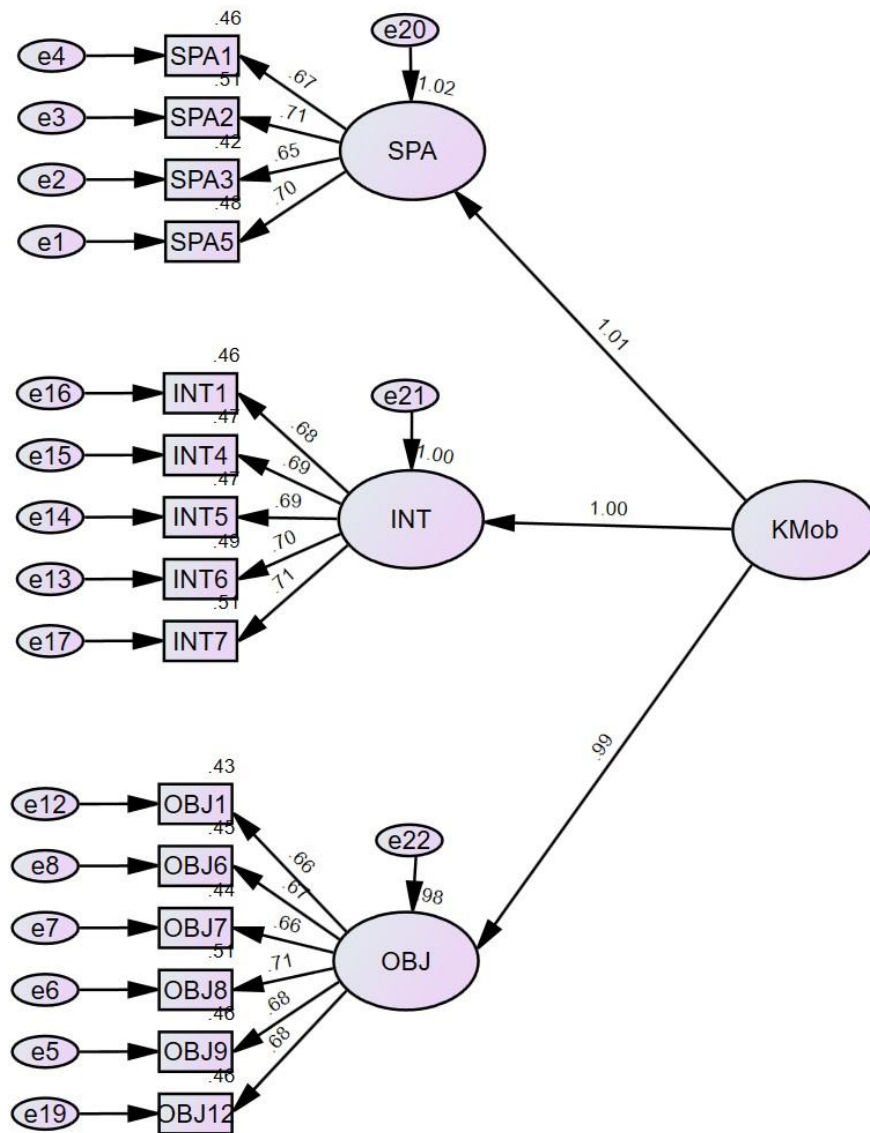 .46
e20
e4
SPA1
.67
1.02
.51
e3
SPA2
.71
SPA
.42
e2
SPA3
.65
.48
.70
e1
SPA5
1.01
.46
e16
INT1
e21
.47
.68
1.00
e15
INT4
.69
.47
e14
INT5
.69
INT
1.00
KMob
.49
e13
INT6
.70
.51
.71
e17
INT7
.99
.43
e12
OBJ1
.45
.66
e22
e8
OBJ6
.67
.98
.44
e7
OBJ7
.66
OBJ
.51
e6
OBJ8
.71
.46
.68
e5
OBJ9
.68
.46
e19
OBJ12